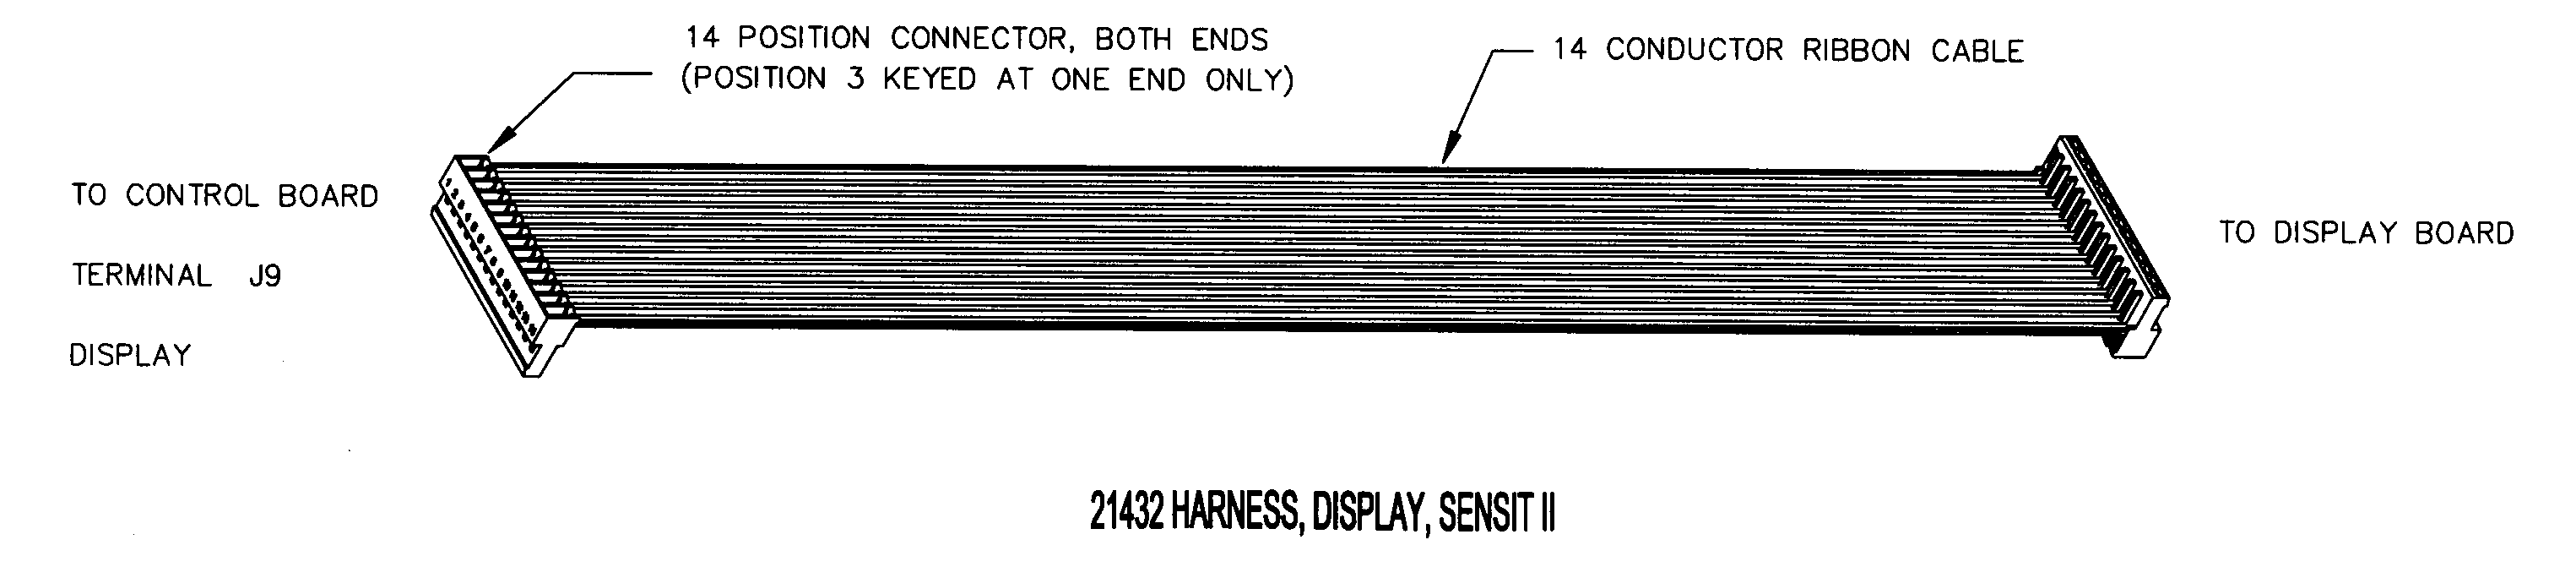 14 POSITION CONNECTOR, BOTH ENDS
(POSITION 3 KEYED AT ONE END ONLY)
14 CONDUCTOR RIBBON CABLE
TO CONTROL BOARD
TERMINAL J9
DISPLAY
TO DISPLAY BOARD
21432 HARNESS, DISPLAY, SENSIT II